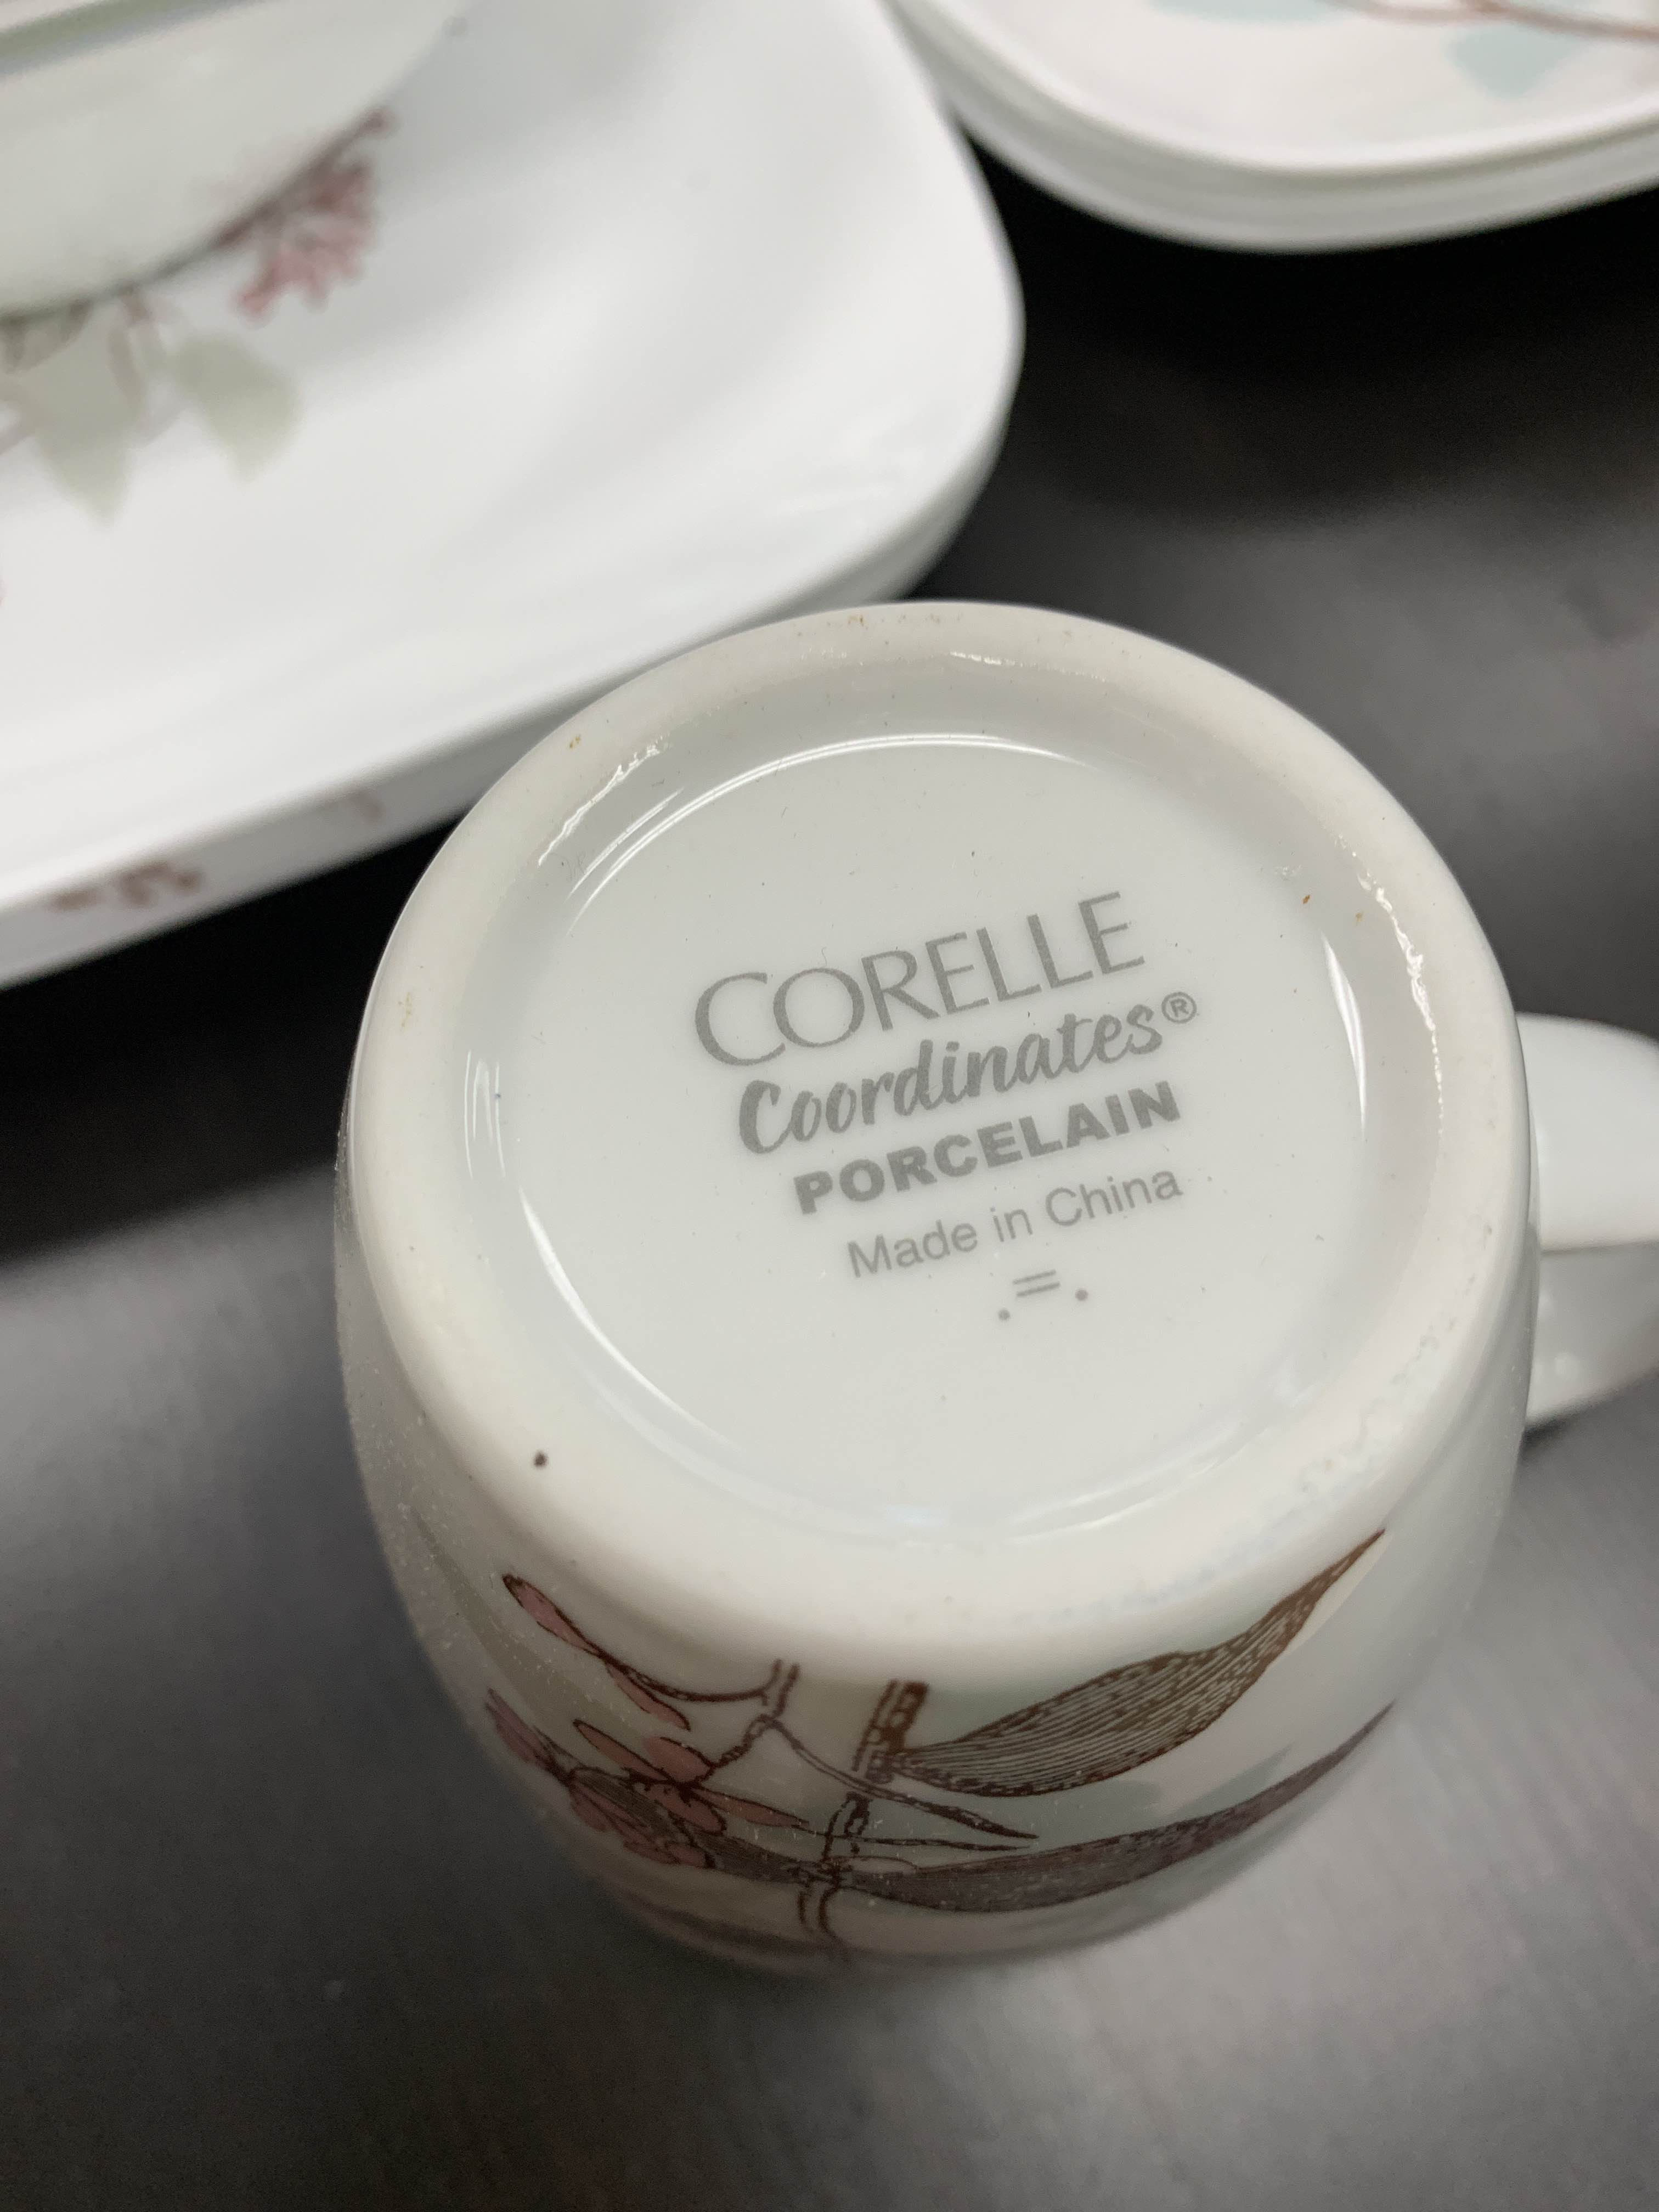 CORELLE
Coordinates®
PORCELAIN
Made in China
.=.